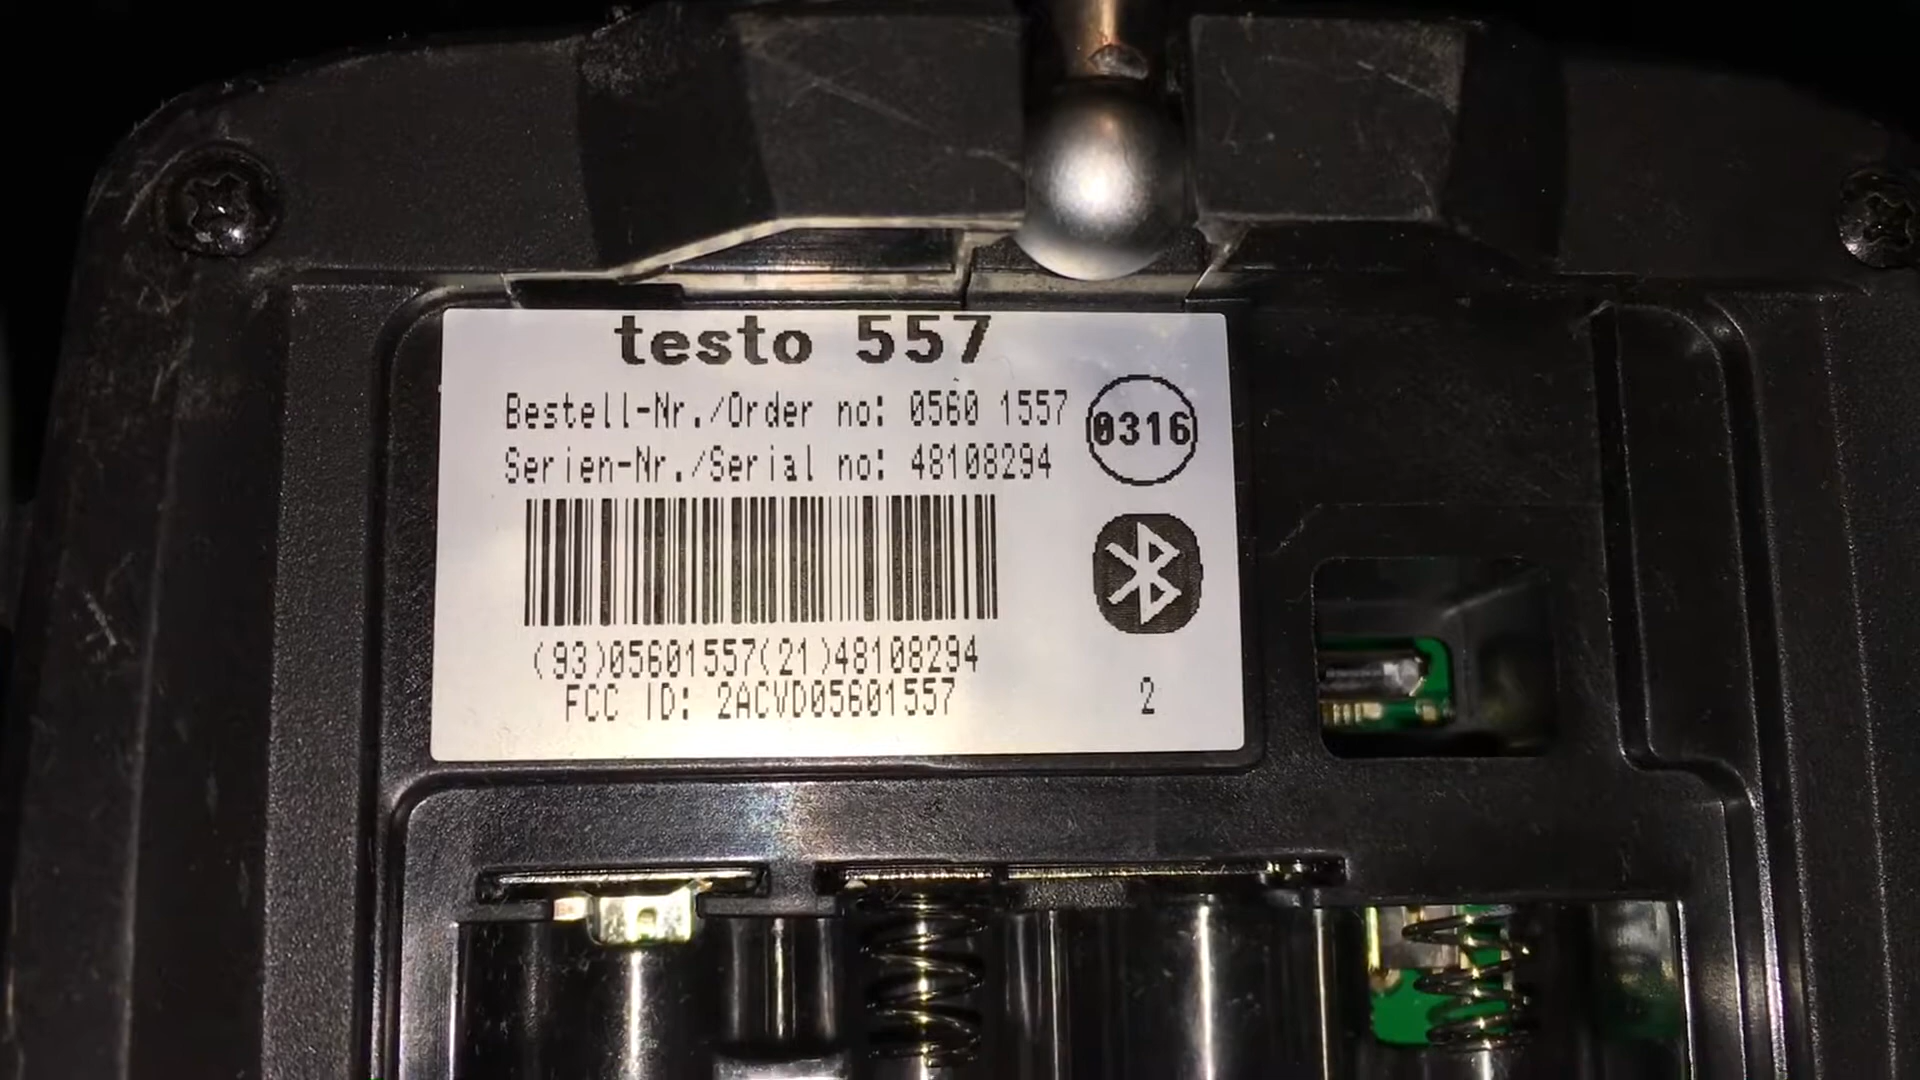 testo 557
Bestell-Nr./Order no: 0560 1557
0316
Serien-Nr./Serial no: 48108294
(93)05601557(21)48108294
FCC ID: 2ACVD05601557
2